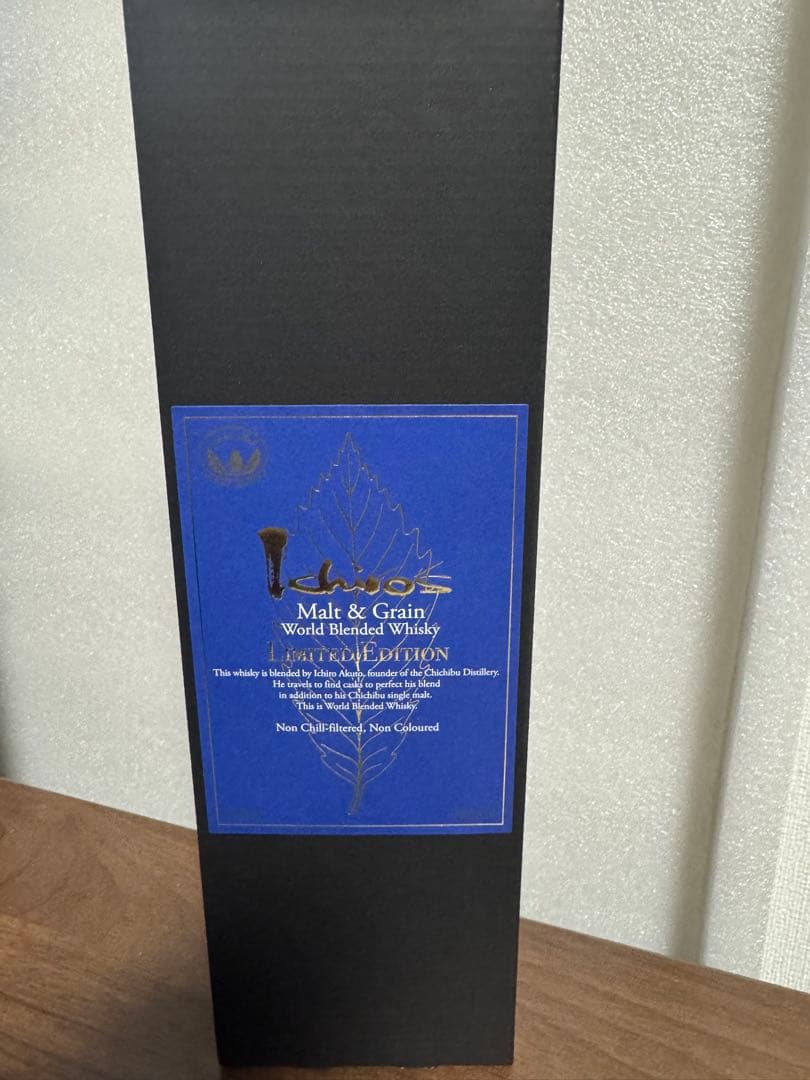 Ichiro's
Malt & Grain
World Blended Whisky
LIMITED EDITION
This whisky is blended by Ichiro Akuto, founder of the Chichibu Distillery.
He travels to find casks to perfect his blend
in addition to his Chichibu single malt.
This is World Blended Whisky.
Non Chill-filtered, Non Coloured